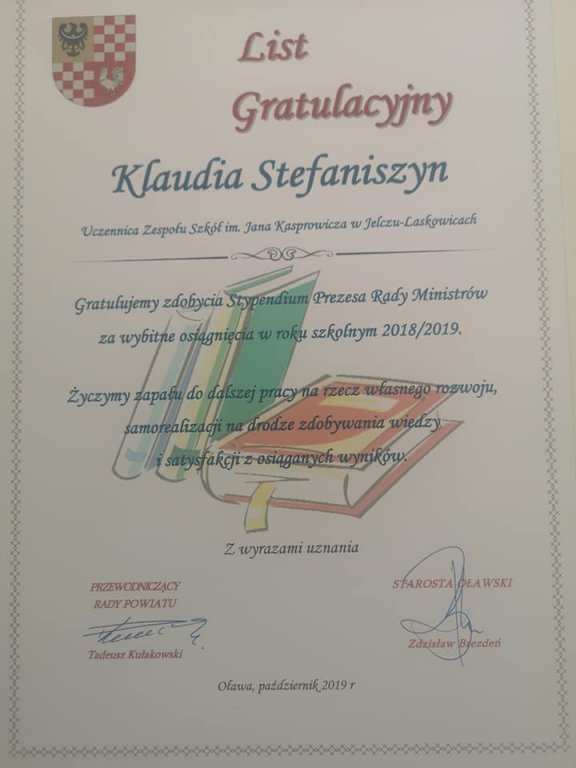 List
Gratulacyjny
Klaudia Stefaniszyn
Uczennica Zespołu Szkół im. Jana Kasprowicza w Jelczu-Laskowicach
Gratulujemy zdobycia Stypendium Prezesa Rady Ministrów
za wybitne osiągnięcia w roku szkolnym 2018/2019.
Życzymy zapału do dalszej pracy na rzecz własnego rozwoju,
samorealizacji na drodze zdobywania wiedzy
i satysfakcji z osiąganych wyników.
Z wyrazami uznania
PRZEWODNICZĄCY
RADY POWIATU
Tadeusz Kułakowski
STAROSTA OŁAWSKI
Zdzisław Brezdeń
Oława, październik 2019 r